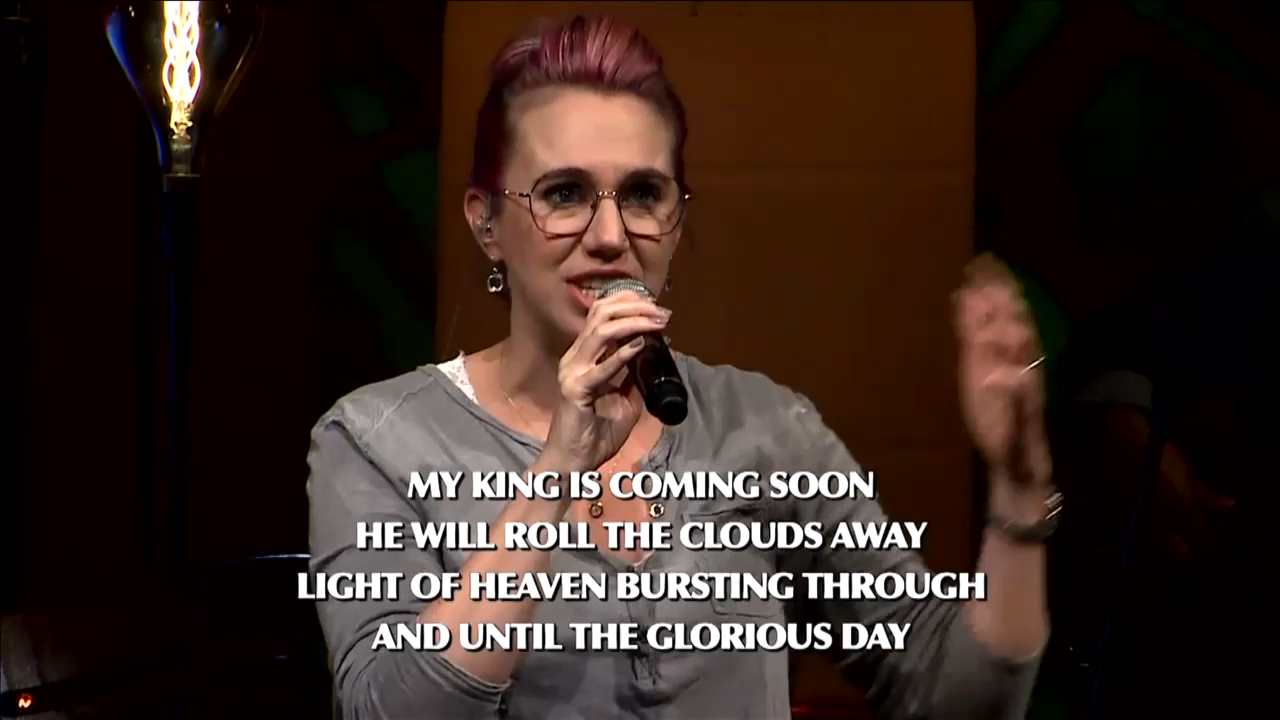 MY KING IS COMING SOON
HE WILL ROLL THE CLOUDS AWAY
LIGHT OF HEAVEN BURSTING THROUGH
AND UNTIL THE GLORIOUS DAY